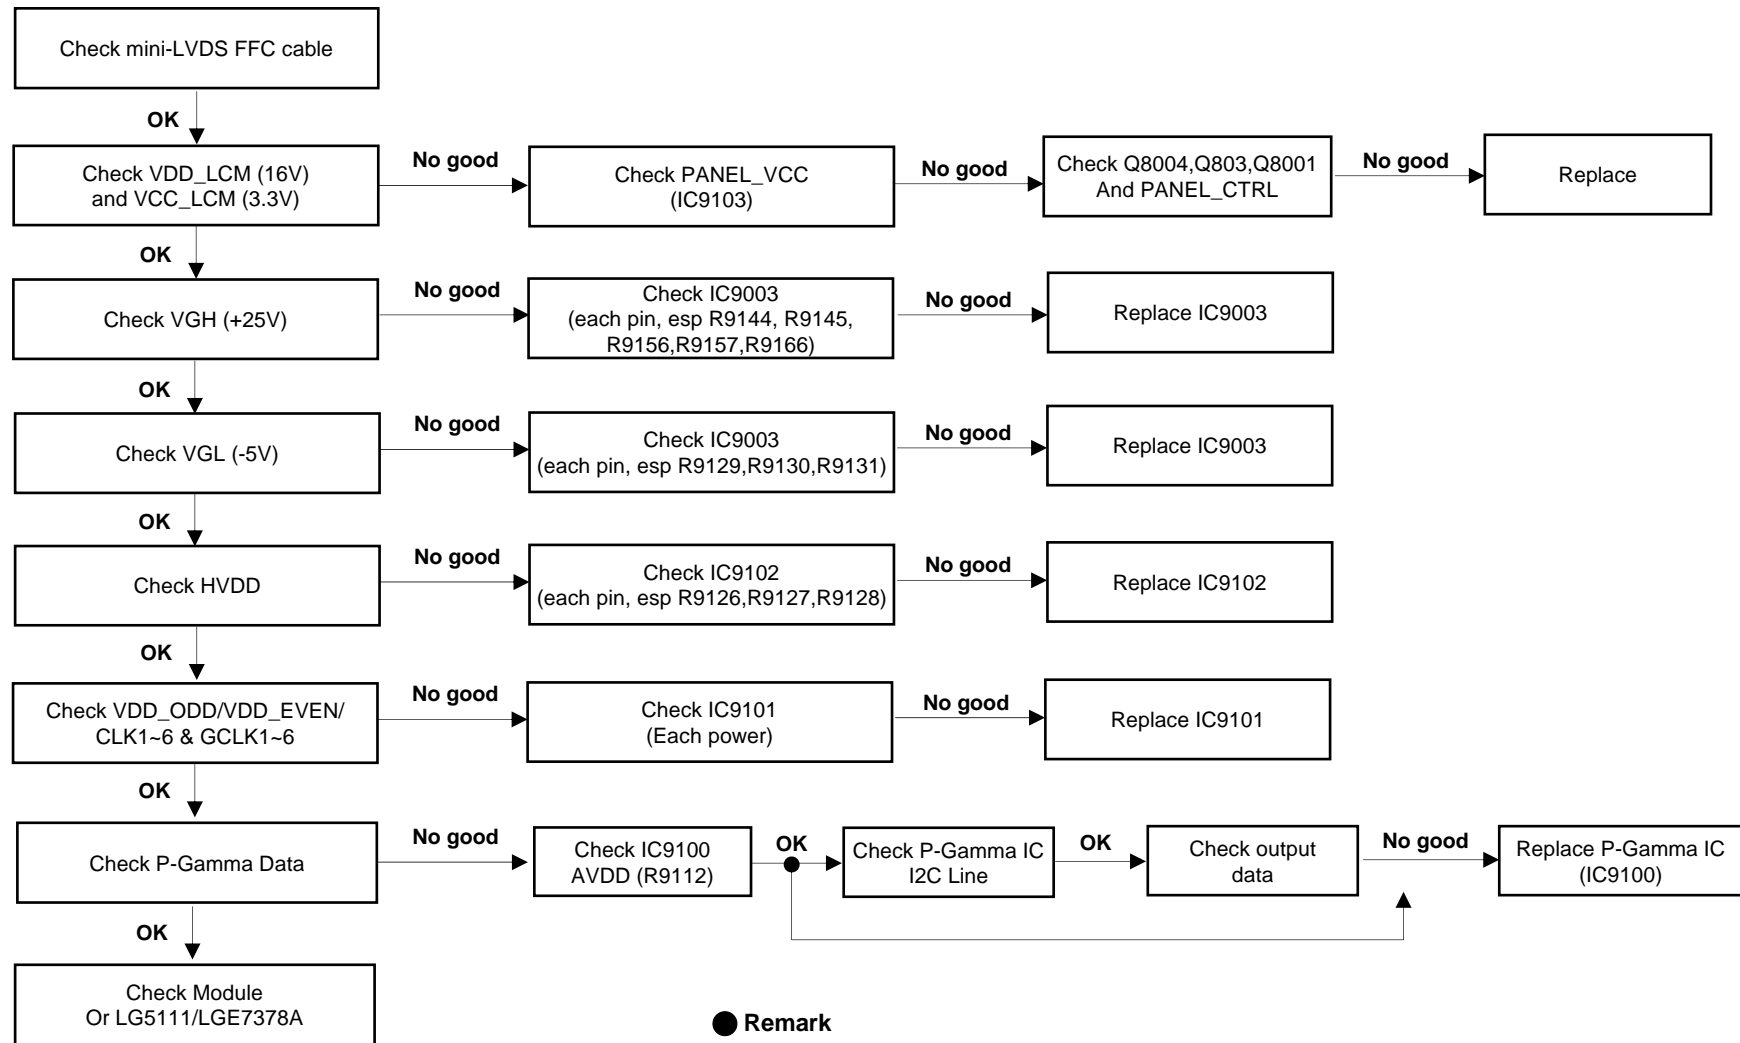 Check mini-LVDS FFC cable
OK
Check VDD_LCM (16V)
and VCC_LCM (3.3V)
No good
Check PANEL_VCC
(IC9103)
No good
Check Q8004,Q803,Q8001
And PANEL_CTRL
No good
Replace
OK
Check VGH (+25V)
No good
Check IC9003
(each pin, esp R9144, R9145,
R9156,R9157,R9166)
No good
Replace IC9003
OK
Check VGL (-5V)
No good
Check IC9003
(each pin, esp R9129,R9130,R9131)
No good
Replace IC9003
OK
Check HVDD
No good
Check IC9102
(each pin, esp R9126,R9127,R9128)
No good
Replace IC9102
OK
Check VDD_ODD/VDD_EVEN/
CLK1~6 & GCLK1~6
No good
Check IC9101
(Each power)
No good
Replace IC9101
OK
Check P-Gamma Data
No good
Check IC9100
AVDD (R9112)
OK
Check P-Gamma IC
I2C Line
OK
Check output
data
No good
Replace P-Gamma IC
(IC9100)
OK
Check Module
Or LG5111/LGE7378A
Remark